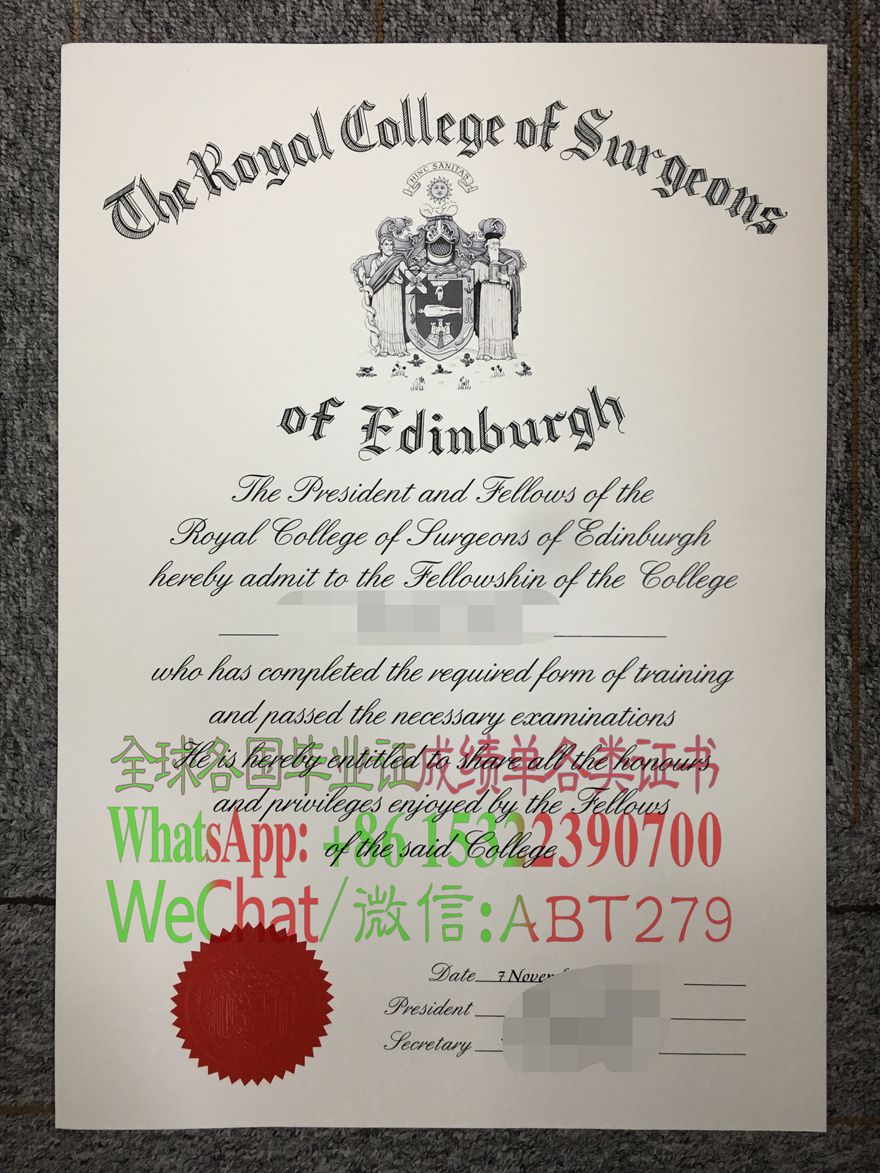 The Royal College of Surgeons
HINC SANITAS
of Edinburgh
The President and Fellows of the
Royal College of Surgeons of Edinburgh
hereby admit to the Fellowship of the College
who has completed the required form of training
and passed the necessary examinations
全球各国毕业证成绩单各类证书
He is hereby entitled to share all the honours
and privileges enjoyed by the Fellows
WhatsApp: +86 15322390700
of the said College
WeChat/微信:ABT279
Date 7
President
Secretary